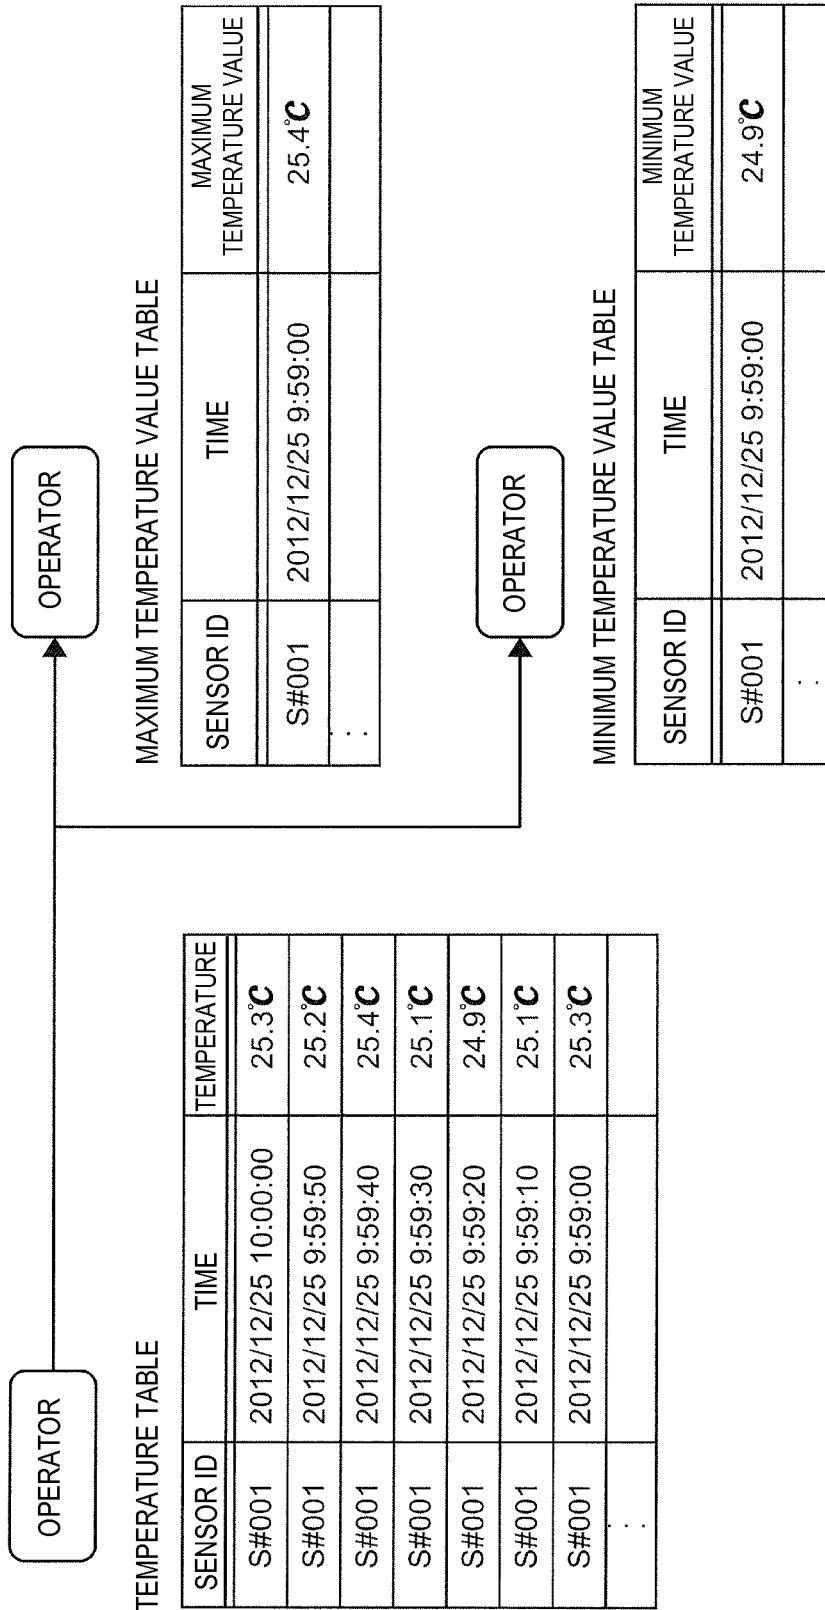 OPERATOR
TEMPERATURE TABLE
SENSOR ID TIME TEMPERATURE
S#001 2012/12/25 10:00:00 25.3℃
S#001 2012/12/25 9:59:50 25.2℃
S#001 2012/12/25 9:59:40 25.4℃
S#001 2012/12/25 9:59:30 25.1℃
S#001 2012/12/25 9:59:20 24.9℃
S#001 2012/12/25 9:59:10 25.1℃
S#001 2012/12/25 9:59:00 25.3℃
. . .
OPERATOR
MAXIMUM TEMPERATURE VALUE TABLE
SENSOR ID TIME MAXIMUM
TEMPERATURE VALUE
S#001 2012/12/25 9:59:00 25.4℃
. . .
OPERATOR
MINIMUM TEMPERATURE VALUE TABLE
SENSOR ID TIME MINIMUM
TEMPERATURE VALUE
S#001 2012/12/25 9:59:00 24.9℃
. .